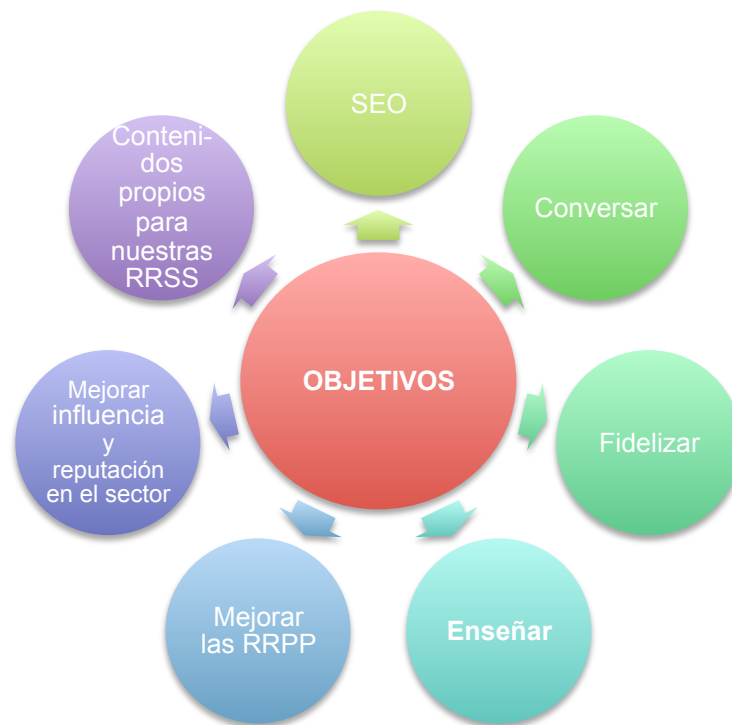 SEO
Conversar
Fidelizar
Enseñar
Mejorar
las RRPP
Mejorar
influencia
y
reputación
en el sector
Conteni-
dos
propios
para
nuestras
RRSS
OBJETIVOS